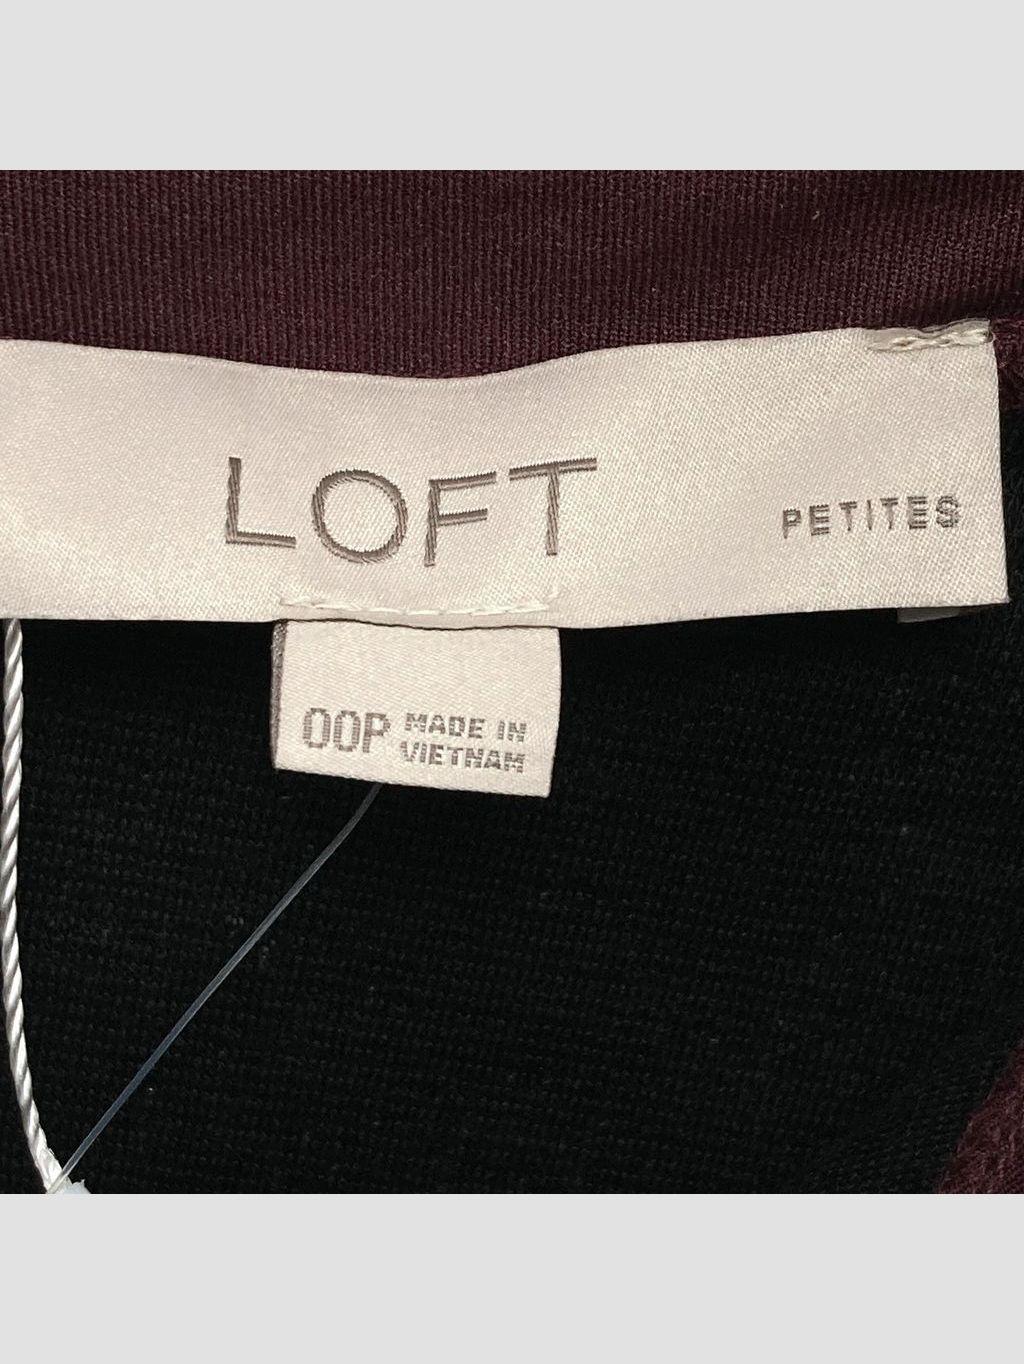 LOFT
PETITES
00P MADE IN
VIETNAM